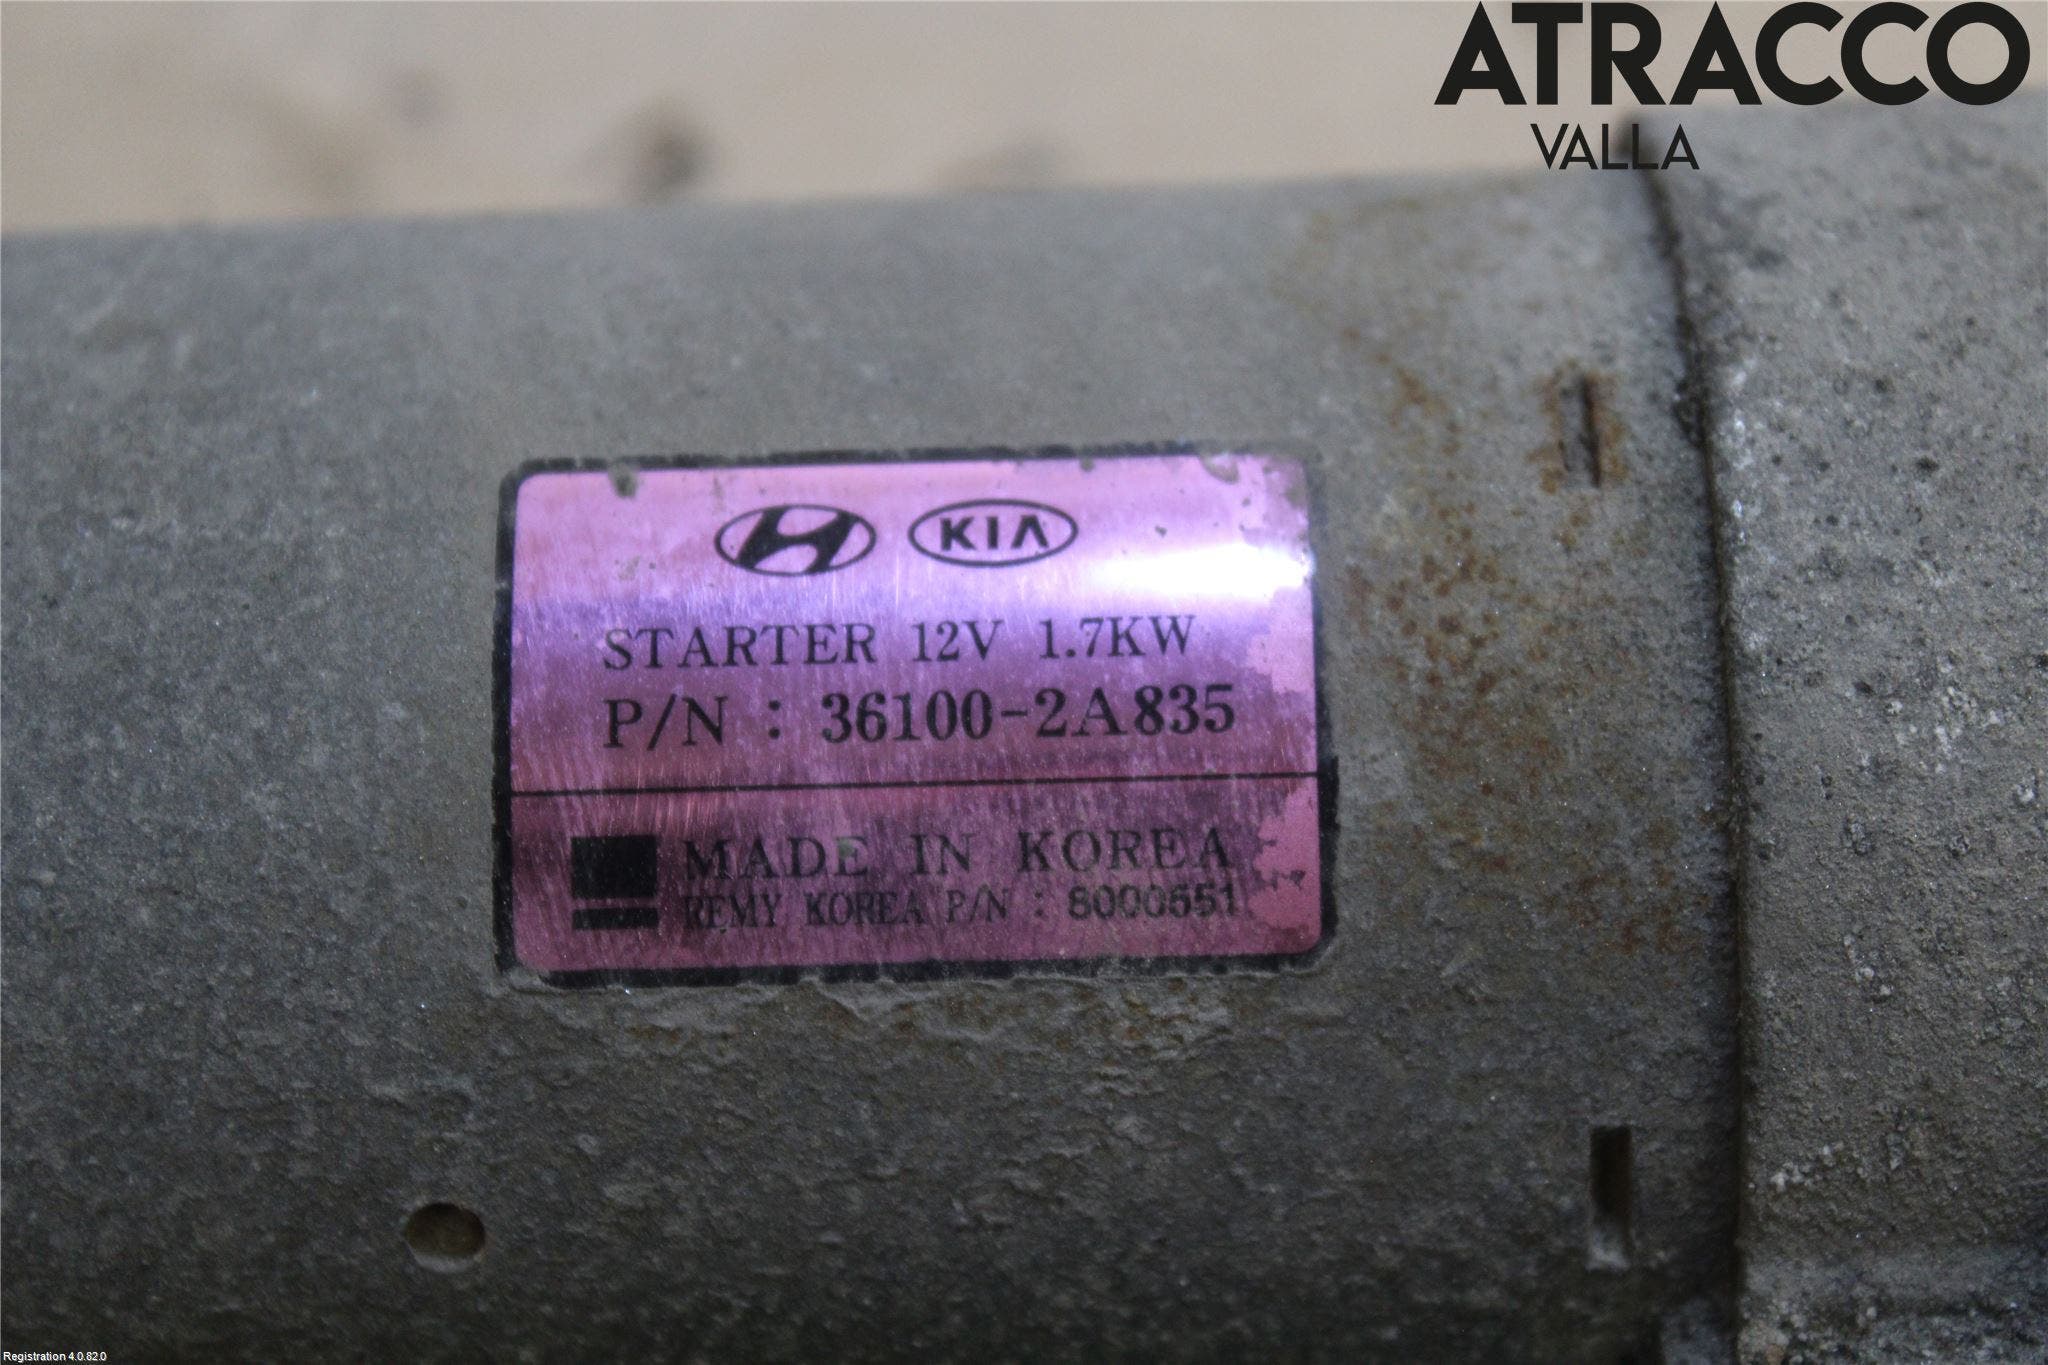 ATRACCO
VALLA
KIA
STARTER 12V 1.7KW
P/N : 36100-2A835
MADE IN KOREA
REMY KOREA P/N : 8000551
Registration 4.0.82.0